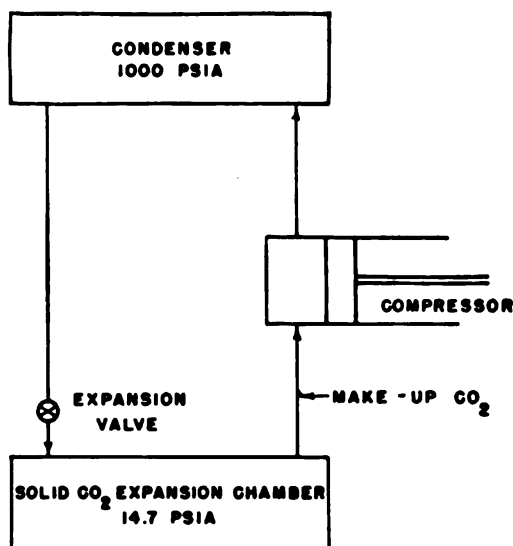 CONDENSER
1000 PSIA
COMPRESSOR
EXPANSION
VALVE
MAKE-UP CO2
SOLID CO2 EXPANSION CHAMBER
14.7 PSIA